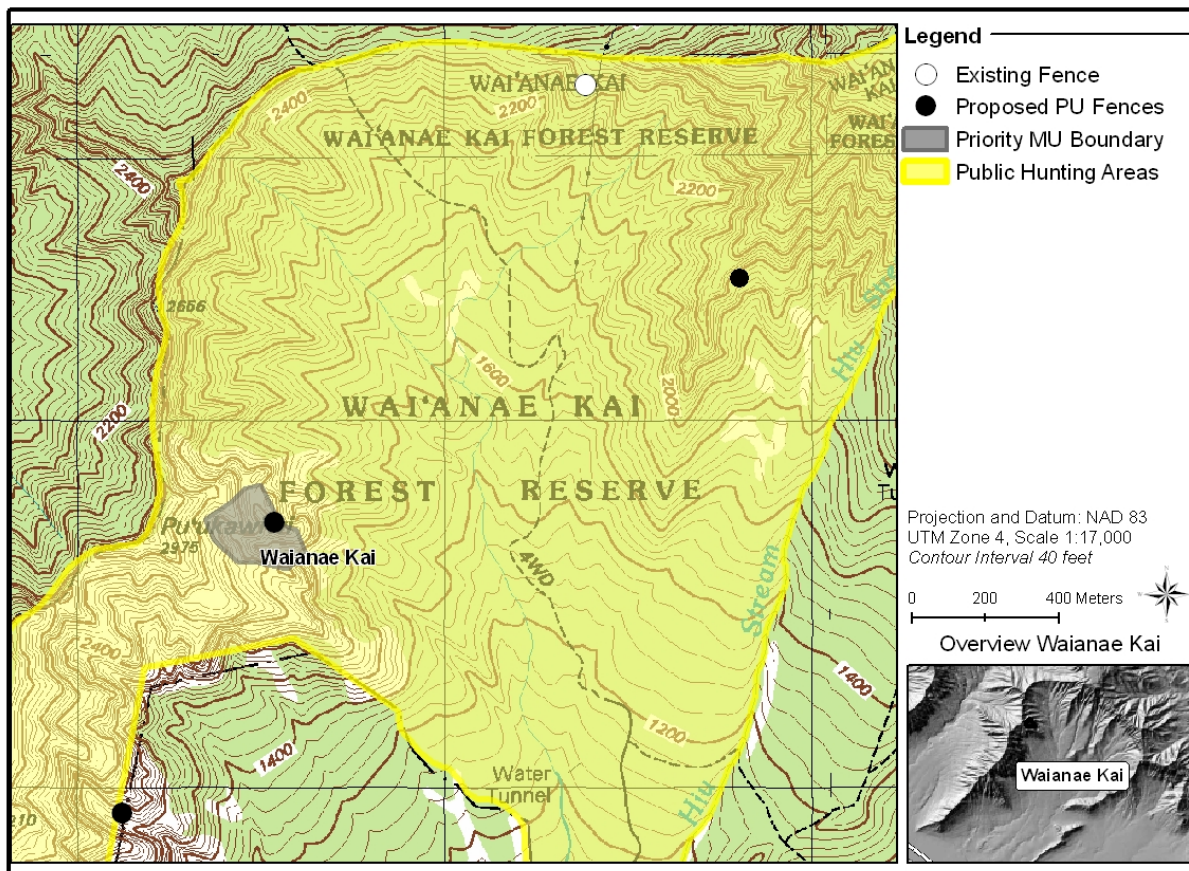 2400
WAI'ANAE KAI
2200
2400
WAI'ANAE KAI FOREST RESERVE
2200
2666
1600
2000
2200
WAI'ANAE KAI
FOREST RESERVE
2975
Waianae Kai
4WD
Stream
Hiu
2400
1400
1200
1400
Water
Tunnel
Hiu
Legend
Existing Fence
Proposed PU Fences
Priority MU Boundary
Public Hunting Areas
Projection and Datum: NAD 83
UTM Zone 4, Scale 1:17,000
Contour Interval 40 feet
0 200 400 Meters
Overview Waianae Kai
Waianae Kai